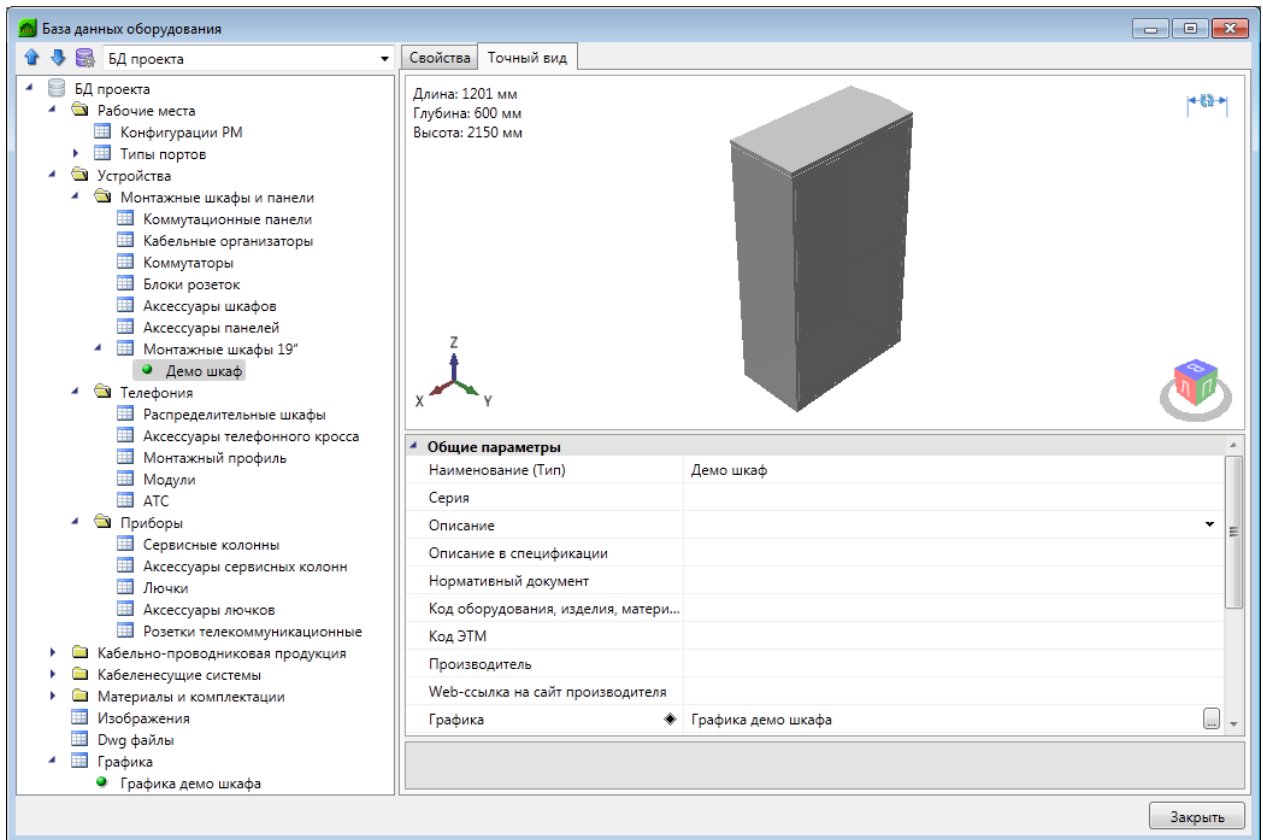 База данных оборудования
БД проекта
БД проекта
Рабочие места
Конфигурации РМ
Типы портов
Устройства
Монтажные шкафы и панели
Коммутационные панели
Кабельные организаторы
Коммутаторы
Блоки розеток
Аксессуары шкафов
Аксессуары панелей
Монтажные шкафы 19"
Демо шкаф
Телефония
Распределительные шкафы
Аксессуары телефонного кросса
Монтажный профиль
Модули
АТС
Приборы
Сервисные колонны
Аксессуары сервисных колонн
Лючки
Аксессуары лючков
Розетки телекоммуникационные
Кабельно-проводниковая продукция
Кабеленесущие системы
Материалы и комплектации
Изображения
Dwg файлы
Графика
Графика демо шкафа
Свойства Точный вид
Длина: 1201 мм
Глубина: 600 мм
Высота: 2150 мм
Z
X Y
В
Л П
Общие параметры
Наименование (Тип) Демо шкаф
Серия
Описание
Описание в спецификации
Нормативный документ
Код оборудования, изделия, матери...
Код ЭТМ
Производитель
Web-ссылка на сайт производителя
Графика Графика демо шкафа ...
Закрыть